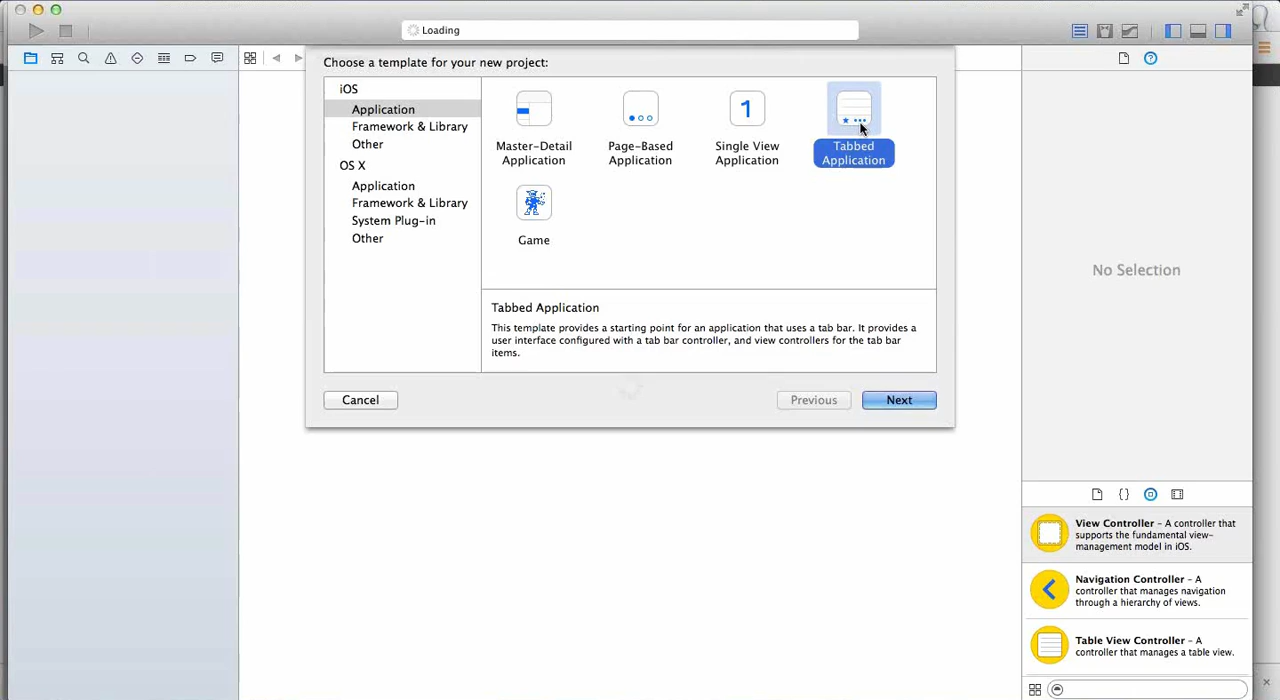 Loading
Choose a template for your new project:
iOS
Application
Framework & Library
Other
OS X
Application
Framework & Library
System Plug-in
Other
Master-Detail
Application
Page-Based
Application
1
Single View
Application
Tabbed
Application
Game
Tabbed Application
This template provides a starting point for an application that uses a tab bar. It provides a
user interface configured with a tab bar controller, and view controllers for the tab bar
items.
Cancel
Previous
Next
No Selection
View Controller – A controller that
supports the fundamental view-
management model in iOS.
Navigation Controller – A
controller that manages navigation
through a hierarchy of views.
Table View Controller – A
controller that manages a table view.